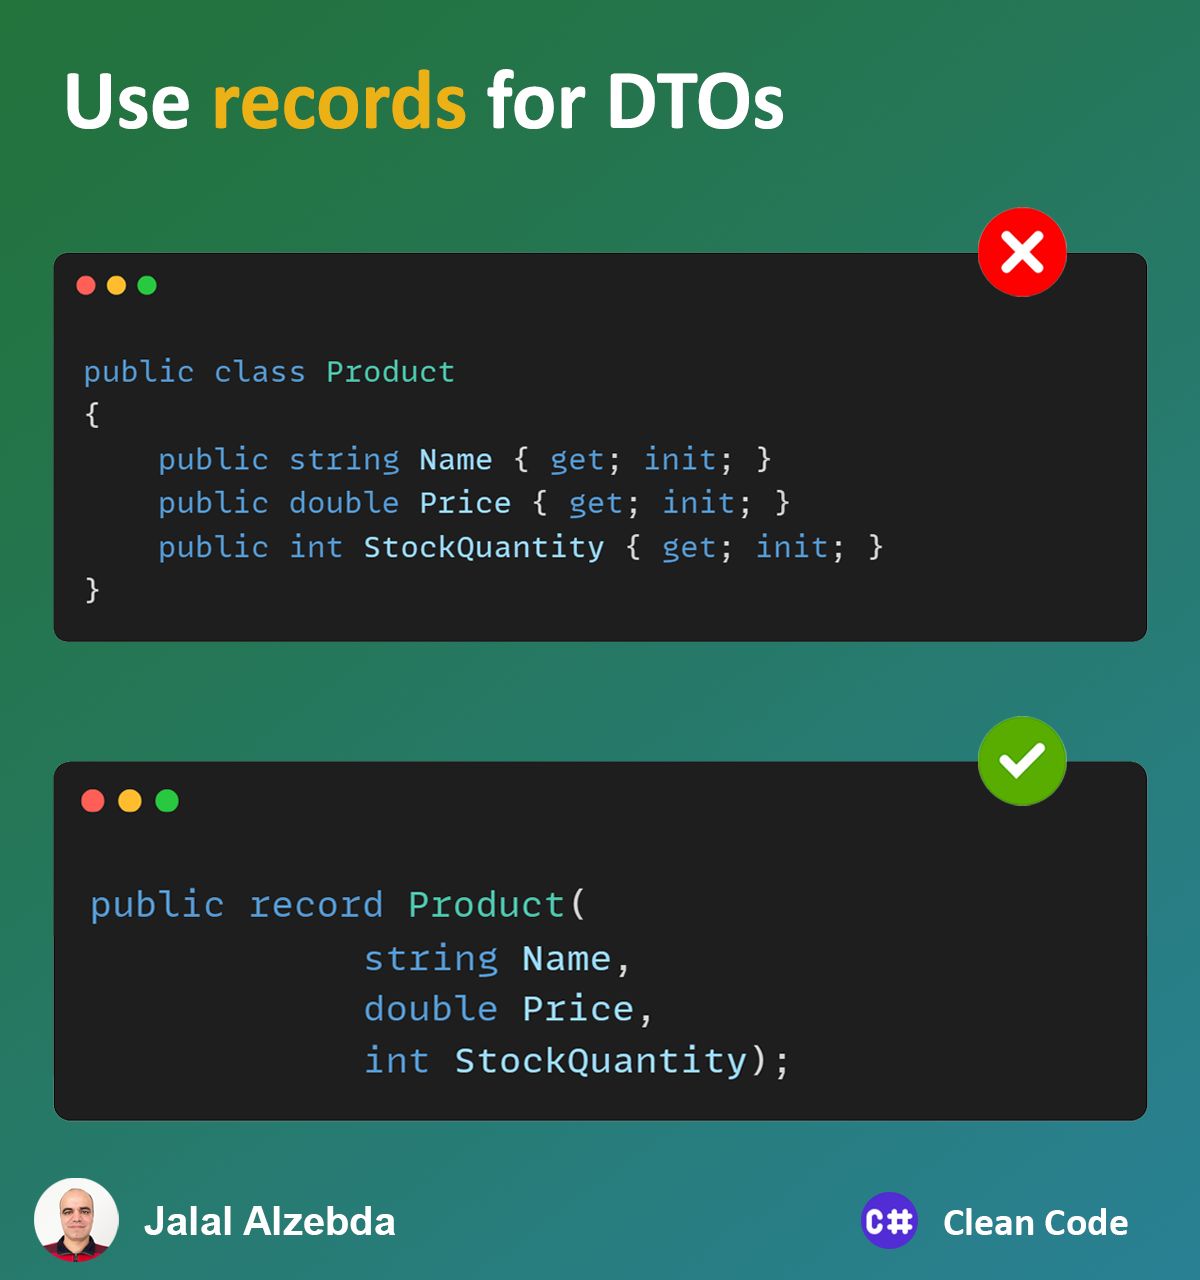 Use records for DTOs
public class Product
{
    public string Name { get; init; }
    public double Price { get; init; }
    public int StockQuantity { get; init; }
}
public record Product(
            string Name,
            double Price,
            int StockQuantity);
Jalal Alzebda
C# Clean Code